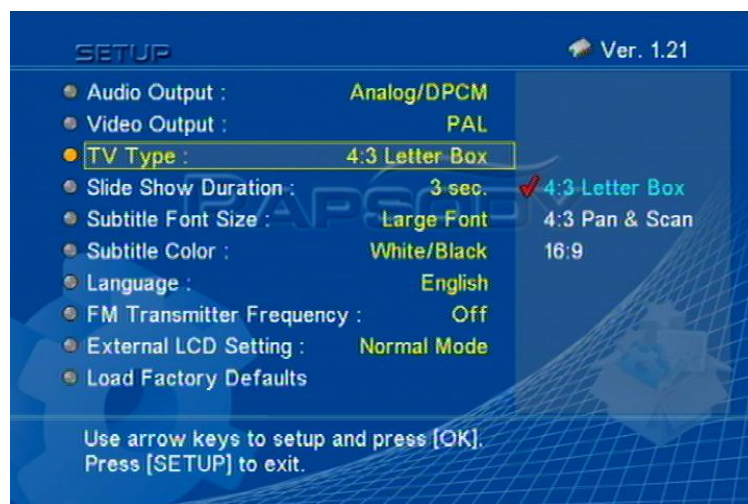 SETUP
Ver. 1.21
Audio Output : Analog/DPCM
Video Output : PAL
TV Type : 4:3 Letter Box
Slide Show Duration : 3 sec.
4:3 Letter Box
Subtitle Font Size : Large Font
4:3 Pan & Scan
Subtitle Color : White/Black
16:9
Language : English
FM Transmitter Frequency : Off
External LCD Setting : Normal Mode
Load Factory Defaults
RAPSODY
Use arrow keys to setup and press [OK].
Press [SETUP] to exit.